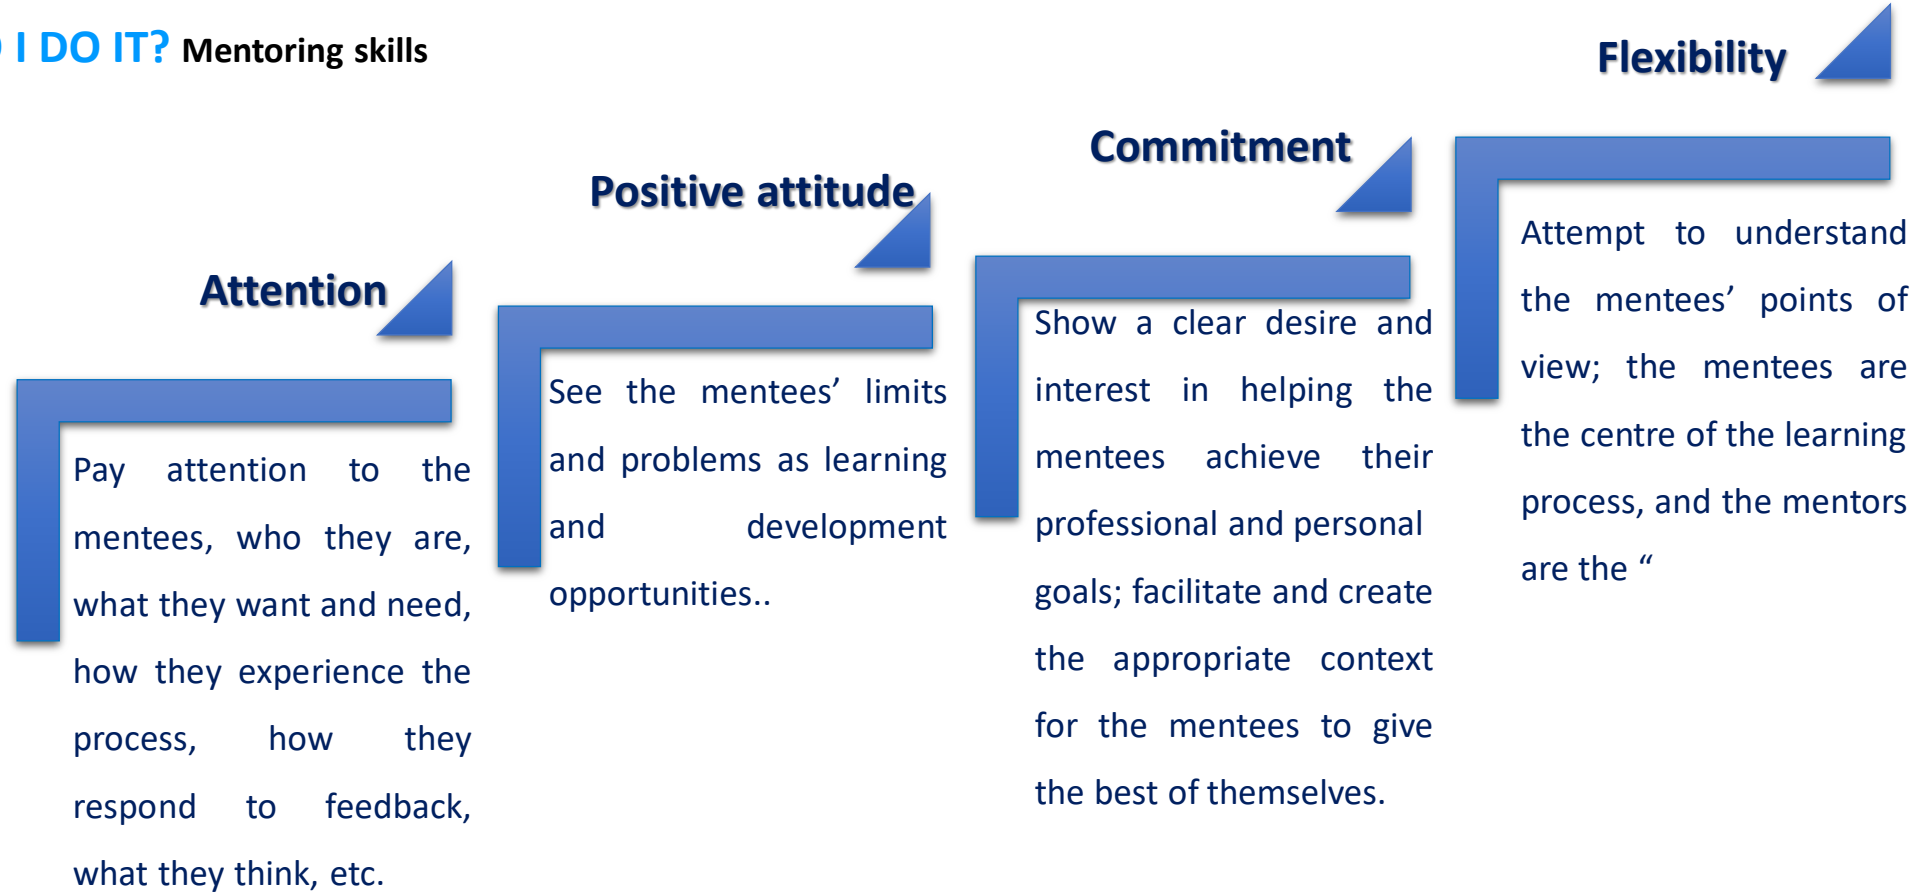 I DO IT? Mentoring skills
Attention
Pay attention to the
mentees, who they are,
what they want and need,
how they experience the
process, how they
respond to feedback,
what they think, etc.
Positive attitude
See the mentees’ limits
and problems as learning
and development
opportunities..
Commitment
Show a clear desire and
interest in helping the
mentees achieve their
professional and personal
goals; facilitate and create
the appropriate context
for the mentees to give
the best of themselves.
Flexibility
Attempt to understand
the mentees’ points of
view; the mentees are
the centre of the learning
process, and the mentors
are the “